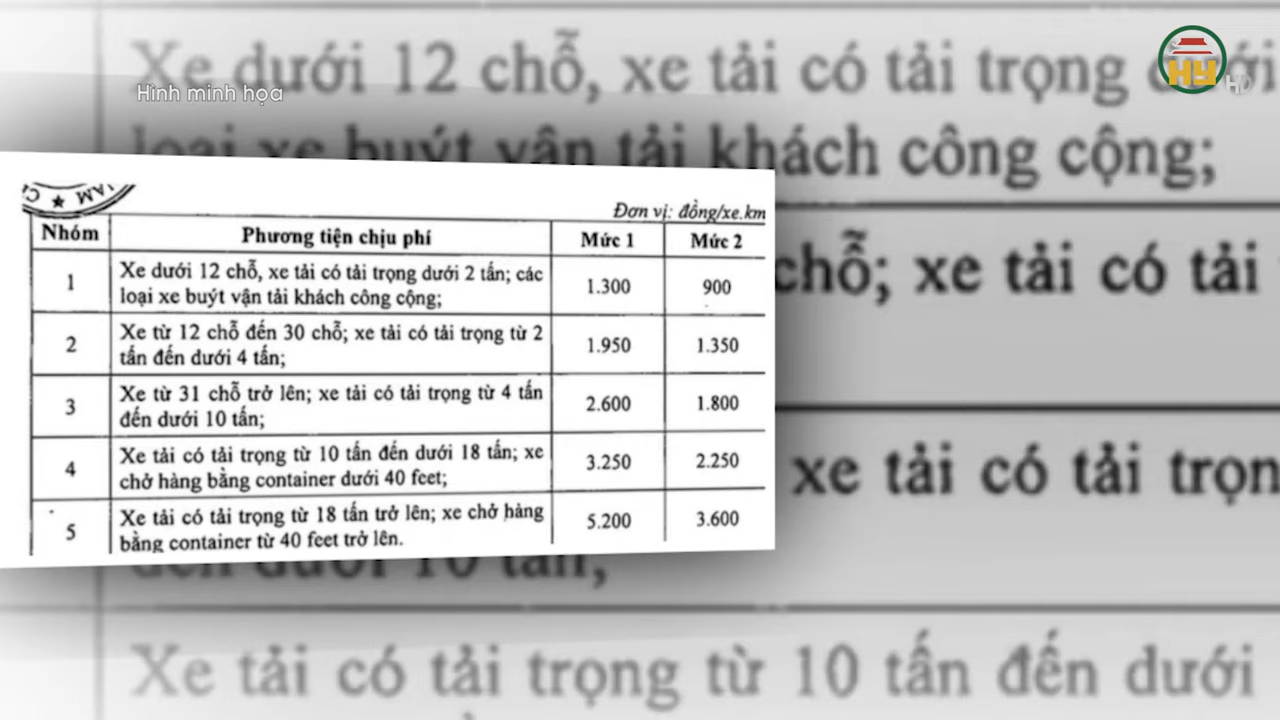 Xe dưới 12 chỗ, xe tải có tải trọng dưới
Hình minh họa
HY
HD
loại xe buýt vận tải khách công cộng;
Đơn vị: đồng/xe.km
Nhóm Phương tiện chịu phí Mức 1 Mức 2
1 Xe dưới 12 chỗ, xe tải có tải trọng dưới 2 tấn; các
loại xe buýt vận tải khách công cộng; 1.300 900
2 Xe từ 12 chỗ đến 30 chỗ; xe tải có tải trọng từ 2
tấn đến dưới 4 tấn; 1.950 1.350
3 Xe từ 31 chỗ trở lên; xe tải có tải trọng từ 4 tấn
đến dưới 10 tấn; 2.600 1.800
4 Xe tải có tải trọng từ 10 tấn đến dưới 18 tấn; xe
chở hàng bằng container dưới 40 feet; 3.250 2.250
5 Xe tải có tải trọng từ 18 tấn trở lên; xe chở hàng
bằng container từ 40 feet trở lên. 5.200 3.600
chỗ; xe tải có tải
xe tải có tải trọn
đến dưới 10 tấn;
Xe tải có tải trọng từ 10 tấn đến dưới